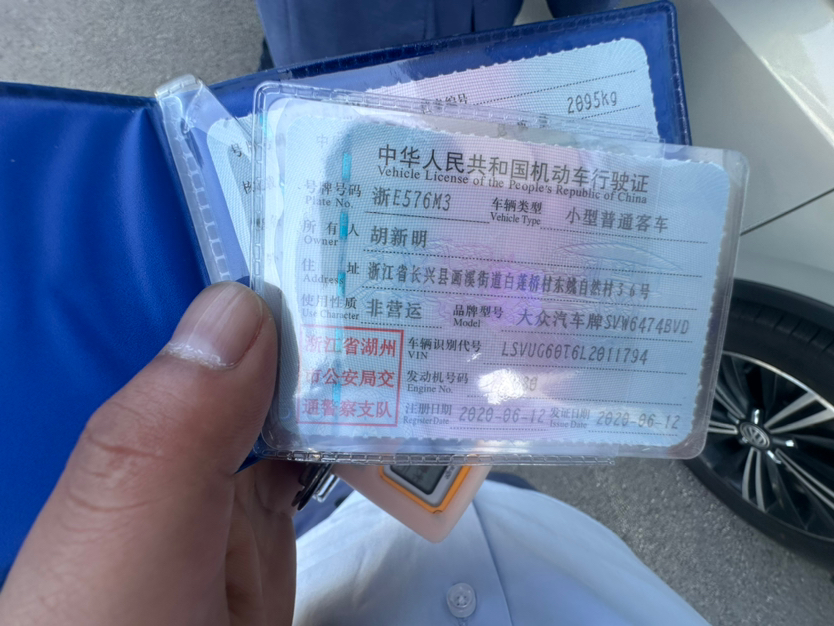 档案编号
2095kg
中华人民共和国机动车行驶证
Vehicle License of the People's Republic of China
号牌号码 浙E576M3 车辆类型 小型普通客车
Plate No. Vehicle Type
所有人 胡新明
Owner
住址 浙江省长兴县画溪街道白莲桥村东姚自然村56号
Address
使用性质 非营运 品牌型号 大众汽车牌SVW6474BVD
Use Character Model
浙江省湖州
市公安局交
通警察支队
车辆识别代号 LSVUG60T6L2011794
VIN
发动机号码
Engine No.
注册日期 2020-06-12 发证日期 2020-06-12
Register Date Issue Date